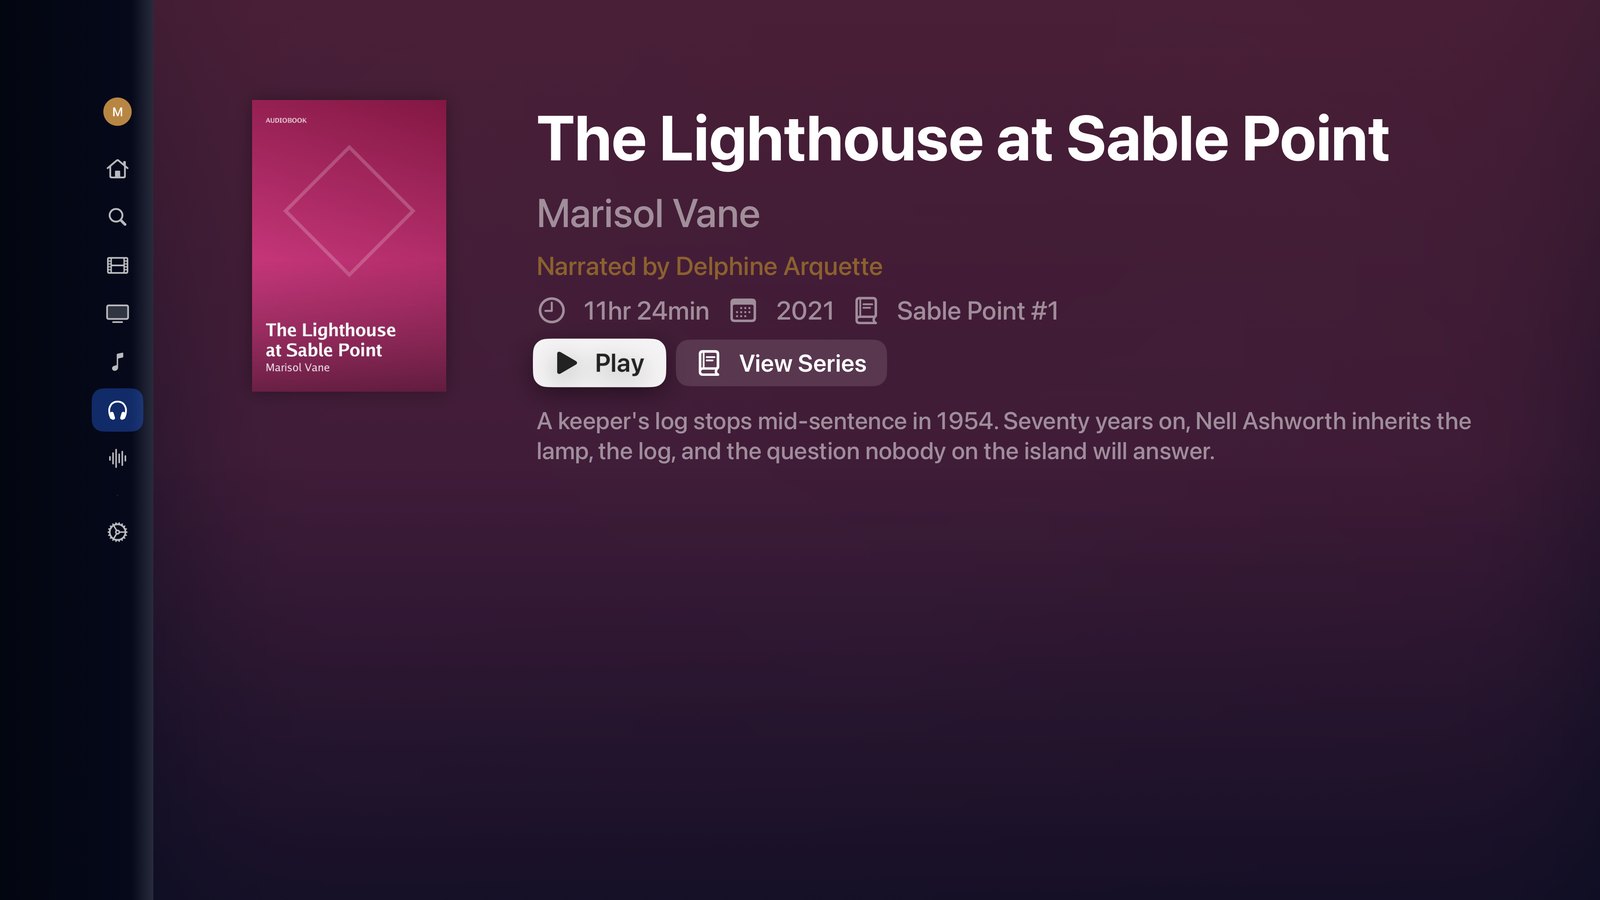 M
AUDIOBOOK
The Lighthouse
at Sable Point
Marisol Vane
The Lighthouse at Sable Point
Marisol Vane
Narrated by Delphine Arquette
11hr 24min 2021 Sable Point #1
Play View Series
A keeper's log stops mid-sentence in 1954. Seventy years on, Nell Ashworth inherits the
lamp, the log, and the question nobody on the island will answer.